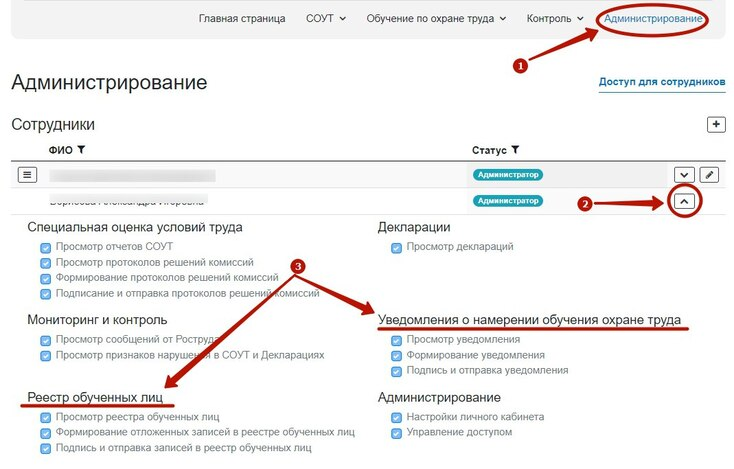 Главная страница СОУТ Обучение по охране труда Контроль Администрирование
1
Администрирование
Доступ для сотрудников
Сотрудники
ФИО Статус
Администратор
Администратор
2
Специальная оценка условий труда
Просмотр отчетов СОУТ
Просмотр протоколов решений комиссий
Формирование протоколов решений комиссий
Подписание и отправка протоколов решений комиссий
Декларации
Просмотр деклараций
3
Мониторинг и контроль
Просмотр сообщений от Роструда
Просмотр признаков нарушения в СОУТ и Декларациях
Уведомления о намерении обучения охране труда
Просмотр уведомления
Формирование уведомления
Подпись и отправка уведомления
Реестр обученных лиц
Просмотр реестра обученных лиц
Формирование отложенных записей в реестре обученных лиц
Подпись и отправка записей в реестр обученных лиц
Администрирование
Настройки личного кабинета
Управление доступом